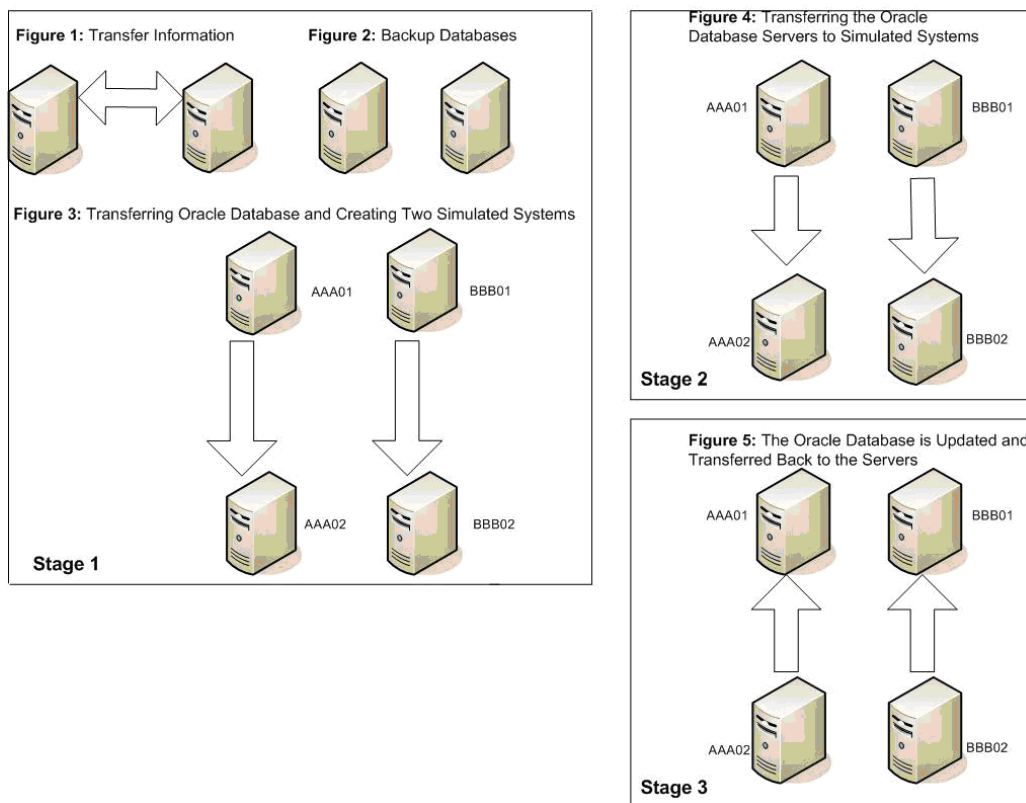 Figure 1: Transfer Information
Figure 2: Backup Databases
Figure 3: Transferring Oracle Database and Creating Two Simulated Systems
AAA01
BBB01
AAA02
BBB02
Stage 1
Figure 4: Transferring the Oracle
Database Servers to Simulated Systems
AAA01
BBB01
AAA02
BBB02
Stage 2
Figure 5: The Oracle Database is Updated and
Transferred Back to the Servers
AAA01
BBB01
AAA02
BBB02
Stage 3